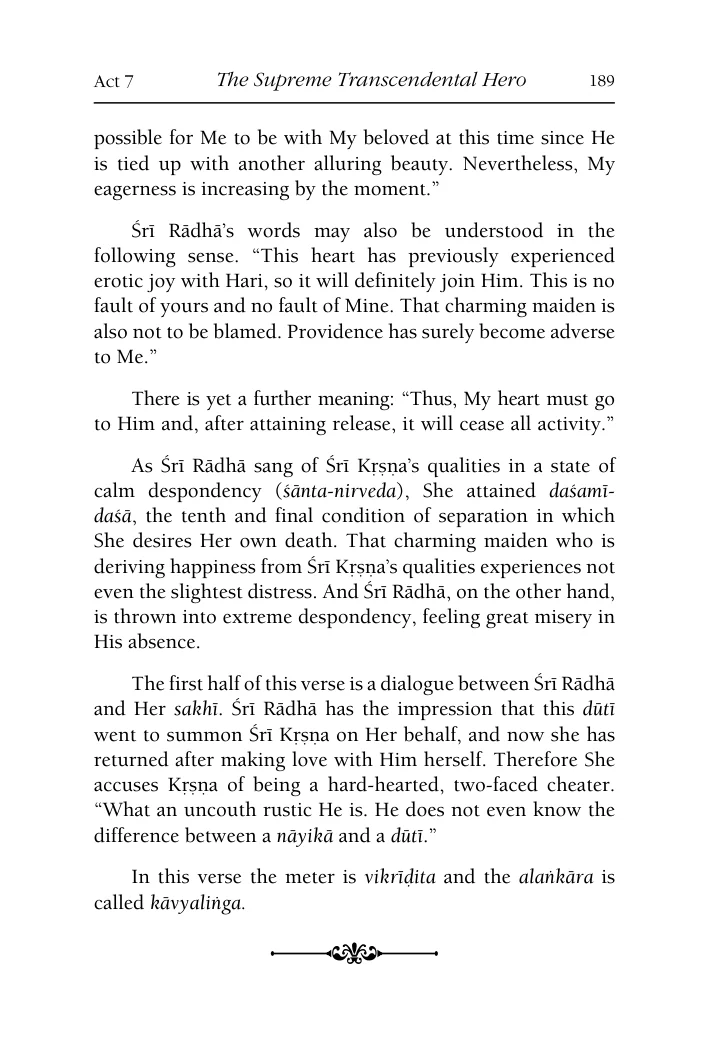 Act 7 The Supreme Transcendental Hero 189
possible for Me to be with My beloved at this time since He
is tied up with another alluring beauty. Nevertheless, My
eagerness is increasing by the moment.”
Śrī Rādhā’s words may also be understood in the
following sense. “This heart has previously experienced
erotic joy with Hari, so it will definitely join Him. This is no
fault of yours and no fault of Mine. That charming maiden is
also not to be blamed. Providence has surely become adverse
to Me.”
There is yet a further meaning: “Thus, My heart must go
to Him and, after attaining release, it will cease all activity.”
As Śrī Rādhā sang of Śrī Kṛṣṇa’s qualities in a state of
calm despondency (śānta-nirveda), She attained daśamī-
daśā, the tenth and final condition of separation in which
She desires Her own death. That charming maiden who is
deriving happiness from Śrī Kṛṣṇa’s qualities experiences not
even the slightest distress. And Śrī Rādhā, on the other hand,
is thrown into extreme despondency, feeling great misery in
His absence.
The first half of this verse is a dialogue between Śrī Rādhā
and Her sakhī. Śrī Rādhā has the impression that this dūtī
went to summon Śrī Kṛṣṇa on Her behalf, and now she has
returned after making love with Him herself. Therefore She
accuses Kṛṣṇa of being a hard-hearted, two-faced cheater.
“What an uncouth rustic He is. He does not even know the
difference between a nāyikā and a dūtī.”
In this verse the meter is vikrīḍita and the alaṅkāra is
called kāvyaliṅga.